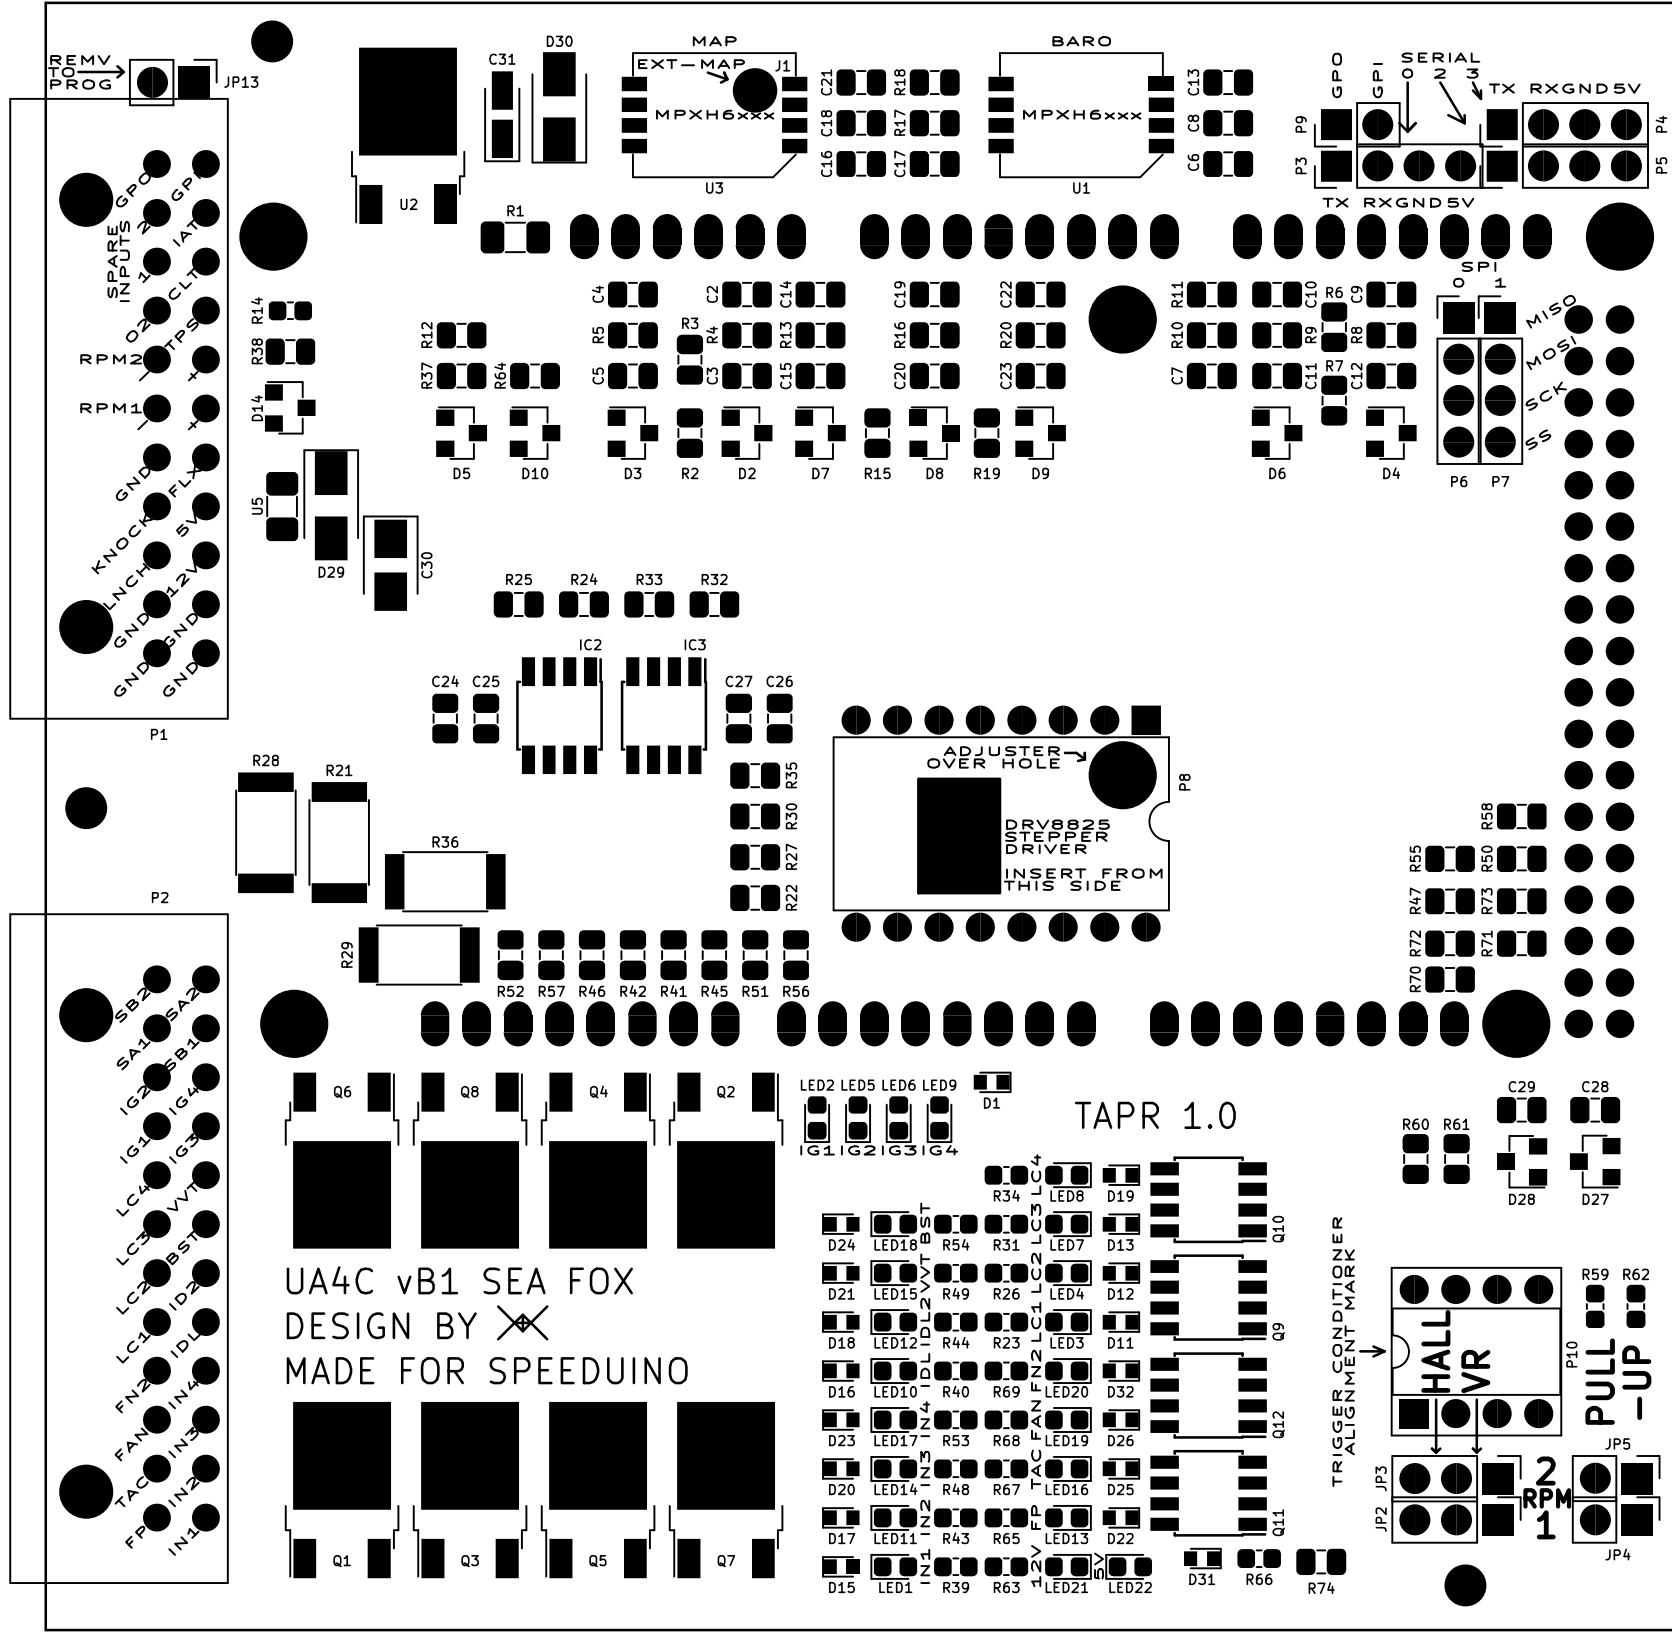 REMV
TO
PROG
JP13
C31
D30
MAP
EXT-MAP
J1
MPXH6xxx
U3
C21
C18
C16
R18
R17
C17
BARO
MPXH6xxx
U1
C13
C8
C6
GPO
GPI
SERIAL
0 2 3
TX RXGND5V
P9
P4
P3
P5
TX RXGND5V
U2
R1
GPO
GPI
2
IAT
SPARE
INPUTS
1
CLT
O2
TPS
RPM2
- +
RPM1
- +
GND
FLX
KNOCK
5V
LNCH
12V
GND
GND
GND
GND
P1
R14
R38
D14
U5
D29
C30
R12
R37
R64
D5
D10
C4
R5
C5
D3
R3
R2
C2
R4
C3
D2
C14
R13
C15
D7
R15
C19
R16
C20
D8
R19
C22
R20
C23
D9
R11
R10
C7
C10
R9
C11
D6
R6
R7
C9
R8
C12
D4
SPI
0 1
MISO
MOSI
SCK
SS
P6
P7
R25
R24
R33
R32
IC2
IC3
C24
C25
C27
C26
R35
R30
R27
R22
R28
R21
R36
R29
ADJUSTER
OVER HOLE
P8
DRV8825
STEPPER
DRIVER
INSERT FROM
THIS SIDE
R58
R55
R50
R47
R73
R72
R71
R70
R52
R57
R46
R42
R41
R45
R51
R56
P2
SB2
SA2
SA1
SB1
IG2
IG4
IG1
IG3
LC4
VVT
LC3
BST
LC2
ID2
LC1
IDL
FN2
IN4
FAN
IN3
TAC
IN2
FP
IN1
Q6
Q8
Q4
Q2
UA4C vB1 SEA FOX
DESIGN BY
MADE FOR SPEEDUINO
Q1
Q3
Q5
Q7
LED2
LED5
LED6
LED9
IG1
IG2
IG3
IG4
D1
TAPR 1.0
R34
LC4
LED8
D19
D24
LED18
BST
R54
R31
LC3
LED7
D13
D21
LED15
VVT
R49
R26
LC2
LED4
D12
D18
LED12
IDL2
R44
R23
LC1
LED3
D11
D16
LED10
IDL
R40
R69
FN2
LED20
D32
D23
LED17
IN4
R53
R68
FAN
LED19
D26
D20
LED14
IN3
R48
R67
TAC
LED16
D25
D17
LED11
IN2
R43
R65
FP
LED13
D22
D15
LED1
IN1
R39
R63
12V
LED21
5V
LED22
Q10
Q9
Q12
Q11
D31
R66
R74
C29
C28
R60
R61
D28
D27
TRIGGER CONDITIONER
ALIGNMENT MARK
HALL
VR
P10
R59
R62
PULL
-UP
JP5
JP3
2
RPM
JP2
1
JP4